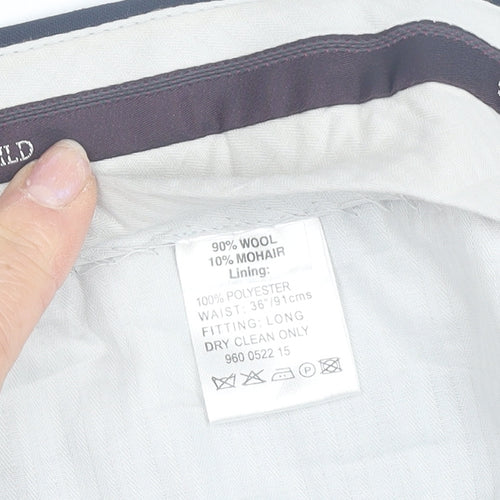 ILD
90% WOOL
10% MOHAIR
Lining:
100% POLYESTER
WAIST: 36"/91cms
FITTING: LONG
DRY CLEAN ONLY
960 0522 15
P